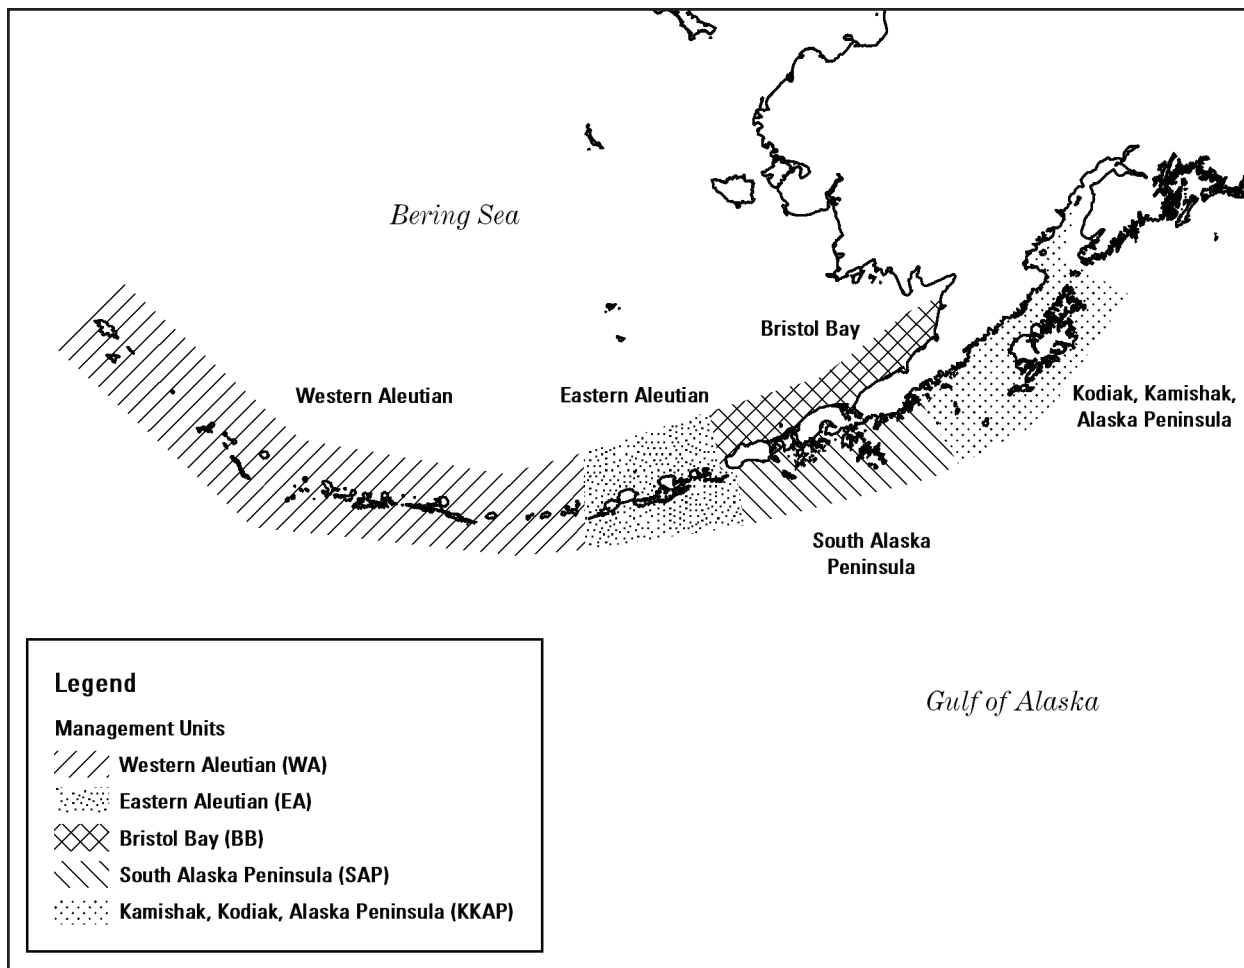 Bering Sea
Bristol Bay
Western Aleutian
Eastern Aleutian
Kodiak, Kamishak,
Alaska Peninsula
South Alaska
Peninsula
Gulf of Alaska
Legend
Management Units
Western Aleutian (WA)
Eastern Aleutian (EA)
Bristol Bay (BB)
South Alaska Peninsula (SAP)
Kamishak, Kodiak, Alaska Peninsula (KKAP)